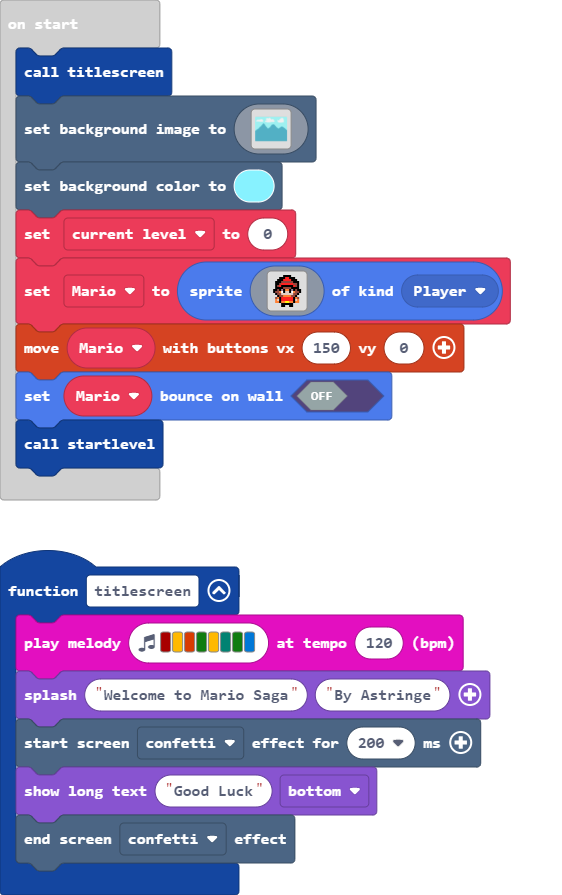 on start
call titlescreen
set background image to
set background color to
set current level to 0
set Mario to sprite of kind Player
move Mario with buttons vx 150 vy 0
set Mario bounce on wall OFF
call startlevel
function titlescreen
play melody at tempo 120 (bpm)
splash "Welcome to Mario Saga" "By Astringe"
start screen confetti effect for 200 ms
show long text "Good Luck" bottom
end screen confetti effect